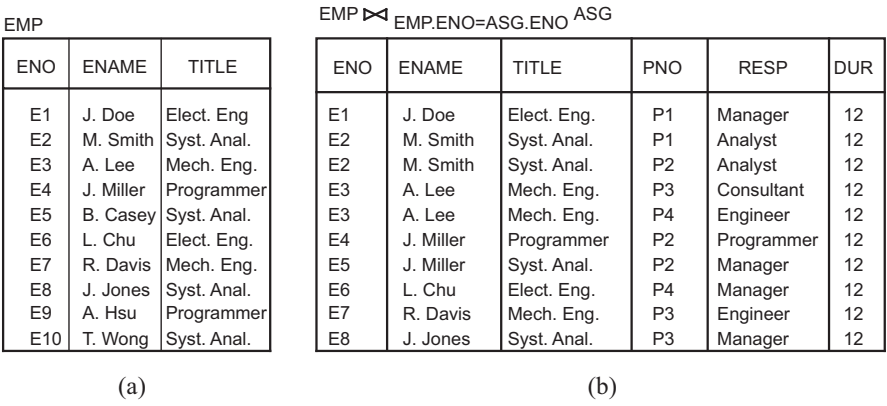 EMP
ENO ENAME TITLE
E1 J. Doe Elect. Eng
E2 M. Smith Syst. Anal.
E3 A. Lee Mech. Eng.
E4 J. Miller Programmer
E5 B. Casey Syst. Anal.
E6 L. Chu Elect. Eng.
E7 R. Davis Mech. Eng.
E8 J. Jones Syst. Anal.
E9 A. Hsu Programmer
E10 T. Wong Syst. Anal.
(a)
EMP ⋈ EMP.ENO=ASG.ENO ASG
ENO ENAME TITLE PNO RESP DUR
E1 J. Doe Elect. Eng. P1 Manager 12
E2 M. Smith Syst. Anal. P1 Analyst 12
E2 M. Smith Syst. Anal. P2 Analyst 12
E3 A. Lee Mech. Eng. P3 Consultant 12
E3 A. Lee Mech. Eng. P4 Engineer 12
E4 J. Miller Programmer P2 Programmer 12
E5 J. Miller Syst. Anal. P2 Manager 12
E6 L. Chu Elect. Eng. P4 Manager 12
E7 R. Davis Mech. Eng. P3 Engineer 12
E8 J. Jones Syst. Anal. P3 Manager 12
(b)